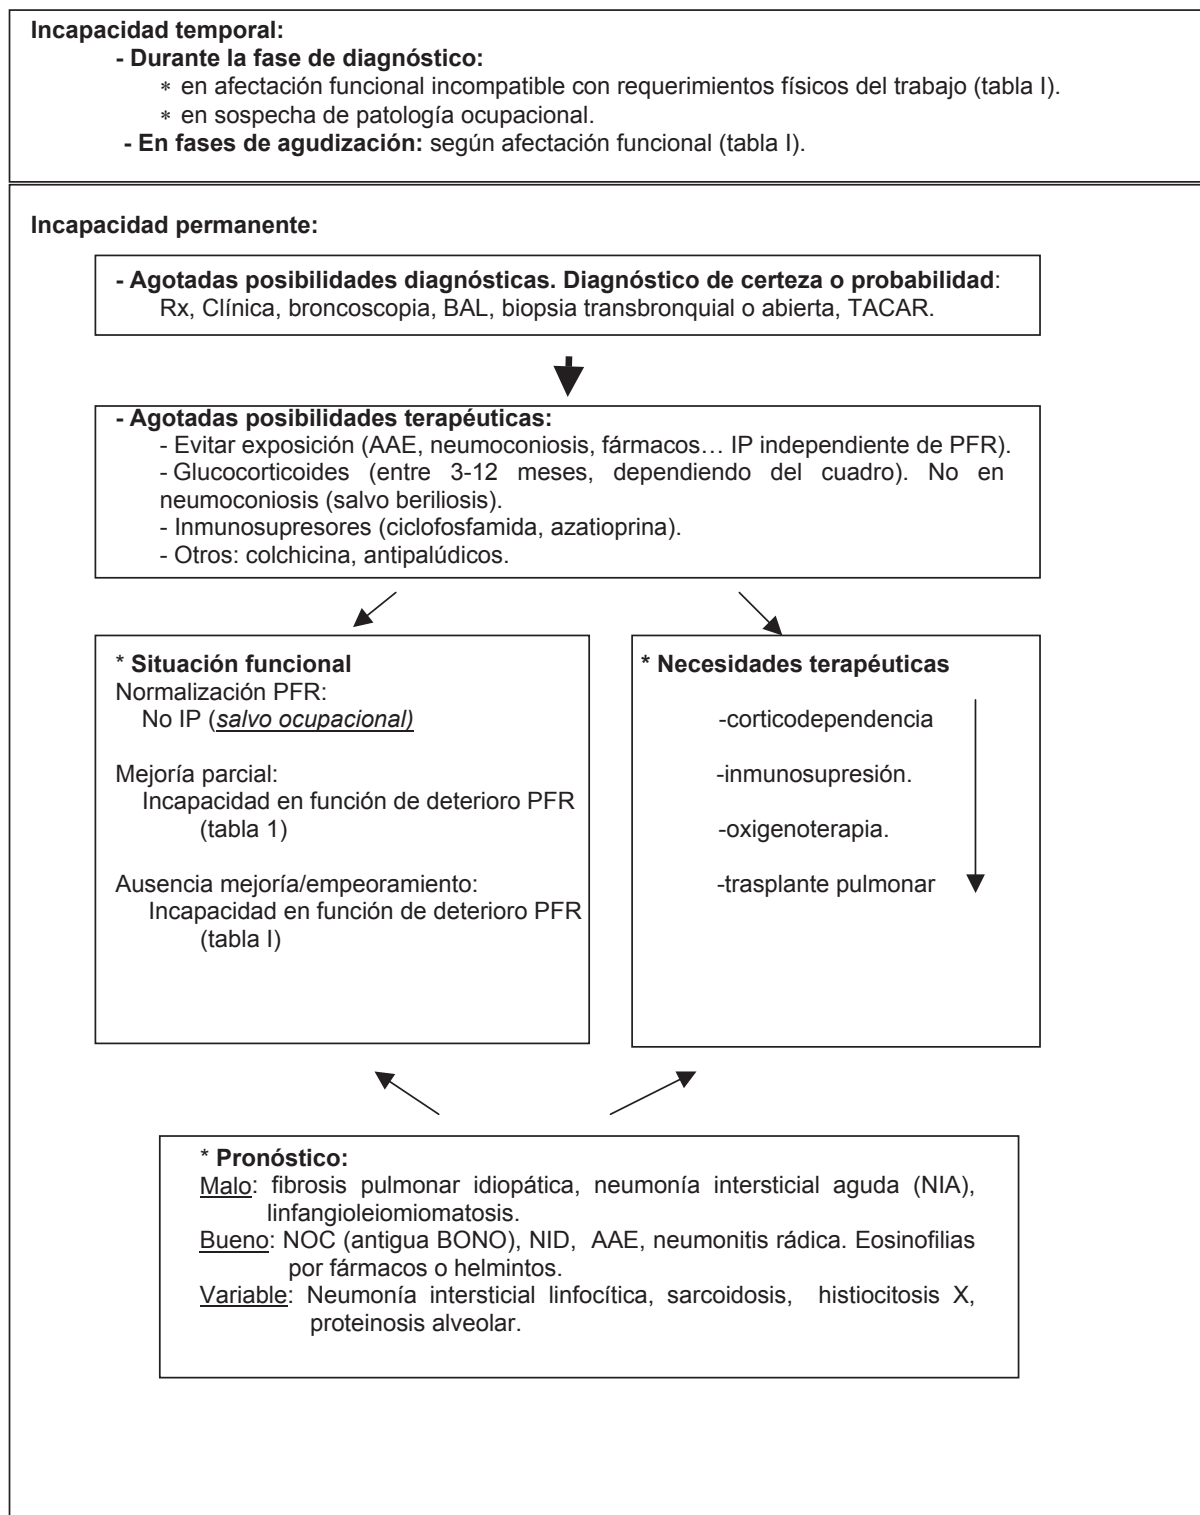 Incapacidad temporal:
- Durante la fase de diagnóstico:
∗ en afectación funcional incompatible con requerimientos físicos del trabajo (tabla I).
∗ en sospecha de patología ocupacional.
- En fases de agudización: según afectación funcional (tabla I).
Incapacidad permanente:
- Agotadas posibilidades diagnósticas. Diagnóstico de certeza o probabilidad:
Rx, Clínica, broncoscopia, BAL, biopsia transbronquial o abierta, TACAR.
- Agotadas posibilidades terapéuticas:
- Evitar exposición (AAE, neumoconiosis, fármacos… IP independiente de PFR).
- Glucocorticoides (entre 3-12 meses, dependiendo del cuadro). No en
neumoconiosis (salvo beriliosis).
- Inmunosupresores (ciclofosfamida, azatioprina).
- Otros: colchicina, antipalúdicos.
* Situación funcional
Normalización PFR:
No IP (salvo ocupacional)
Mejoría parcial:
Incapacidad en función de deterioro PFR
(tabla 1)
Ausencia mejoría/empeoramiento:
Incapacidad en función de deterioro PFR
(tabla I)
* Necesidades terapéuticas
-corticodependencia
-inmunosupresión.
-oxigenoterapia.
-trasplante pulmonar
* Pronóstico:
Malo: fibrosis pulmonar idiopática, neumonía intersticial aguda (NIA),
linfangioleiomiomatosis.
Bueno: NOC (antigua BONO), NID, AAE, neumonitis rádica. Eosinofilias
por fármacos o helmintos.
Variable: Neumonía intersticial linfocítica, sarcoidosis, histiocitosis X,
proteinosis alveolar.